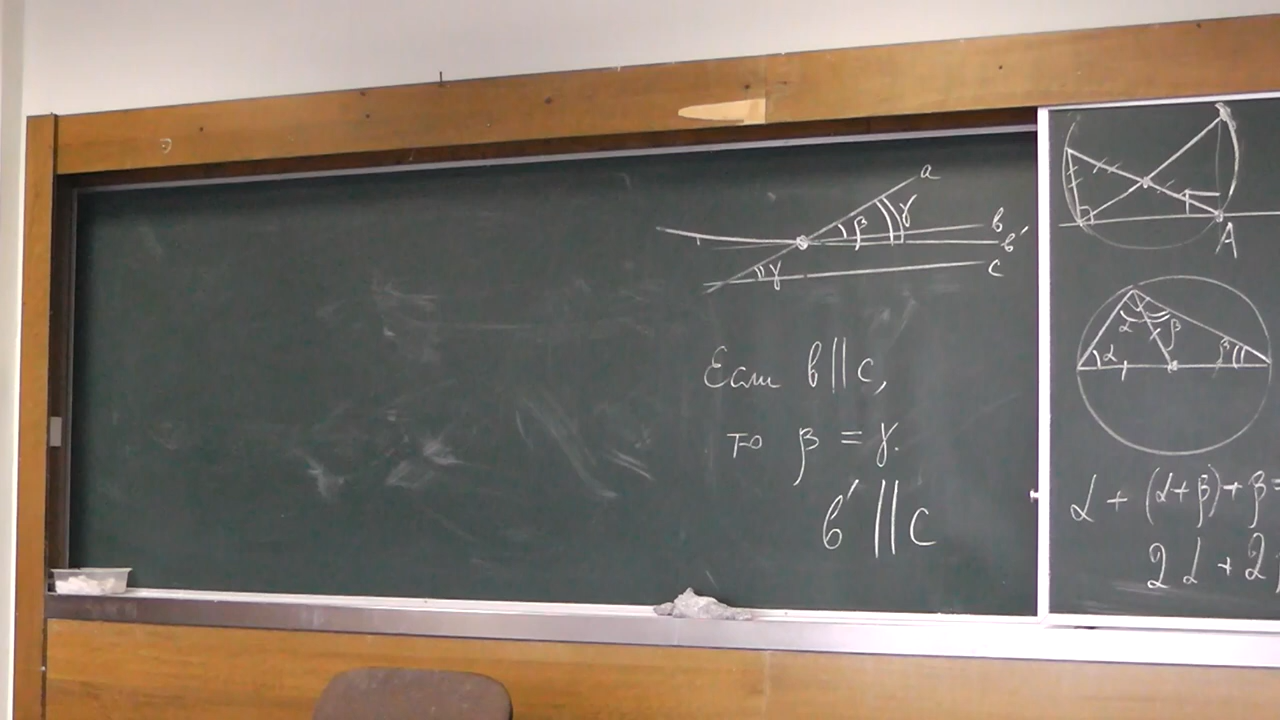 a
β γ
b
b'
γ
c
Если b || c,
то β = γ.
b' || c
A
α β
α β
α + (α+β) + β =
2α + 2